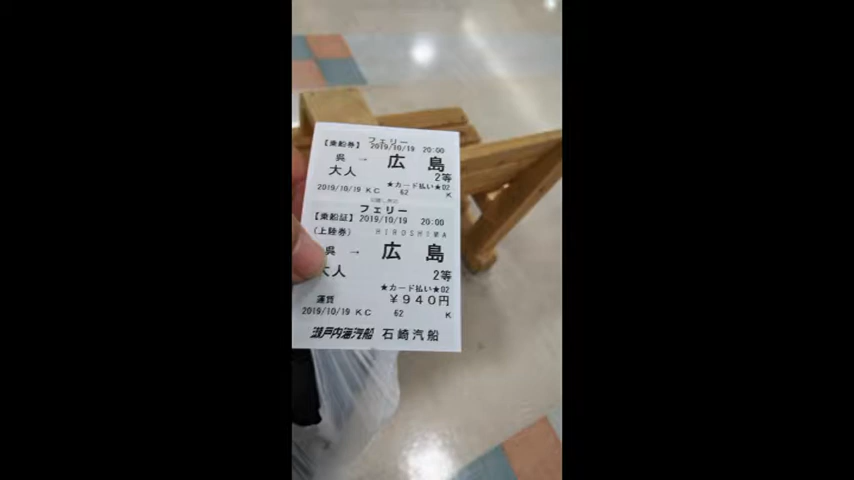 フェリー
【乗船券】 2019/10/19 20:00
呉 → 広島
大人 2等
★カード払い★02
2019/10/19 KC 62 K
フェリー
【乗船証】 2019/10/19 20:00
(上陸券) HIROSHIMA
呉 → 広島
大人 2等
★カード払い★02
運賃 ¥940円
2019/10/19 KC 62 K
瀬戸内海汽船 石崎汽船